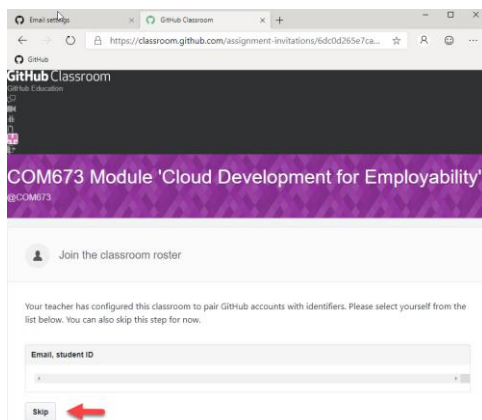 Email settings
GitHub Classroom
https://classroom.github.com/assignment-invitations/6dc0d265e7ca...
GitHub
GitHub Classroom
GitHub Education
COM673 Module 'Cloud Development for Employability'
@COM673
Join the classroom roster
Your teacher has configured this classroom to pair GitHub accounts with identifiers. Please select yourself from the
list below. You can also skip this step for now.
Email, student ID
Skip